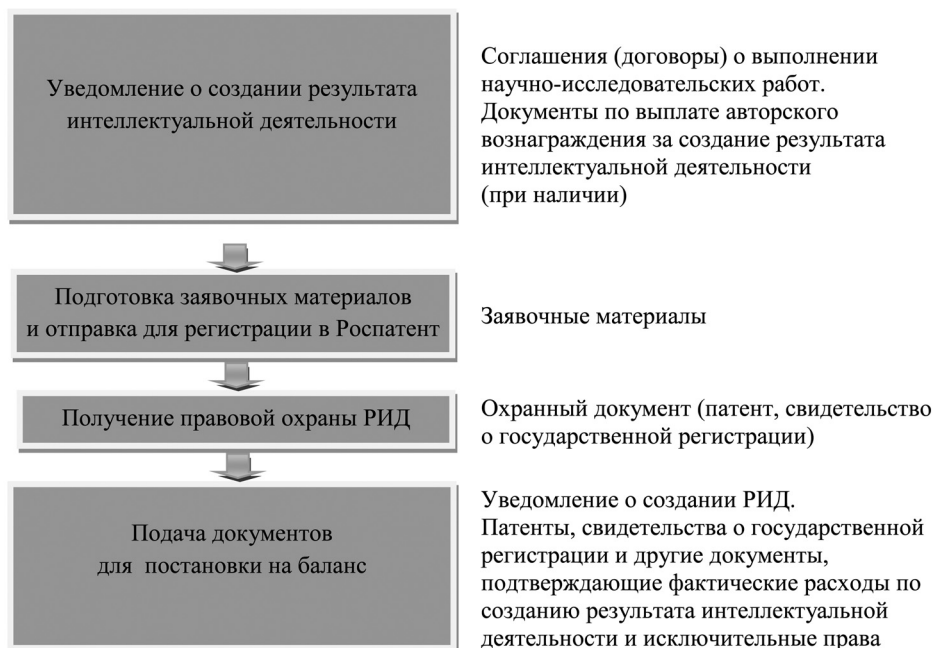 Уведомление о создании результата
интеллектуальной деятельности
Соглашения (договоры) о выполнении
научно-исследовательских работ.
Документы по выплате авторского
вознаграждения за создание результата
интеллектуальной деятельности
(при наличии)
Подготовка заявочных материалов
и отправка для регистрации в Роспатент
Заявочные материалы
Получение правовой охраны РИД
Охранный документ (патент, свидетельство
о государственной регистрации)
Подача документов
для постановки на баланс
Уведомление о создании РИД.
Патенты, свидетельства о государственной
регистрации и другие документы,
подтверждающие фактические расходы по
созданию результата интеллектуальной
деятельности и исключительные права